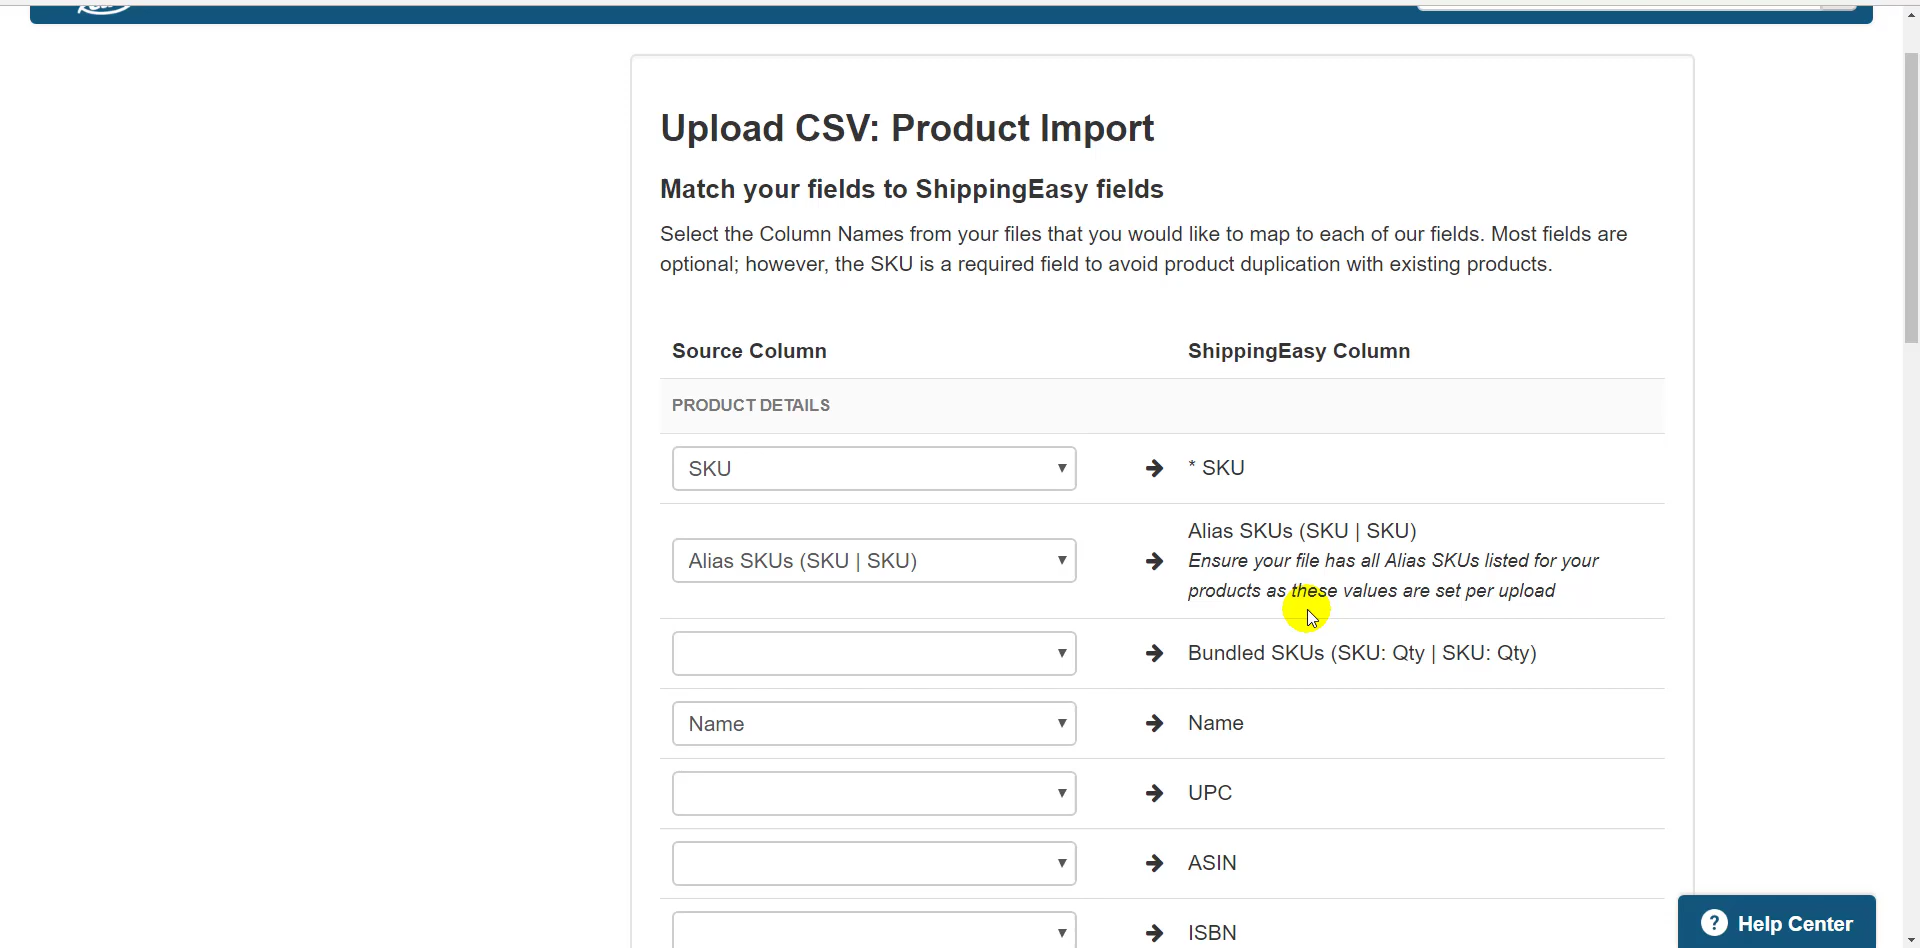 Upload CSV: Product Import
Match your fields to ShippingEasy fields
Select the Column Names from your files that you would like to map to each of our fields. Most fields are
optional; however, the SKU is a required field to avoid product duplication with existing products.
Source Column
ShippingEasy Column
PRODUCT DETAILS
SKU
* SKU
Alias SKUs (SKU | SKU)
Alias SKUs (SKU | SKU)
Ensure your file has all Alias SKUs listed for your
products as these values are set per upload
Bundled SKUs (SKU: Qty | SKU: Qty)
Name
Name
UPC
ASIN
ISBN
? Help Center